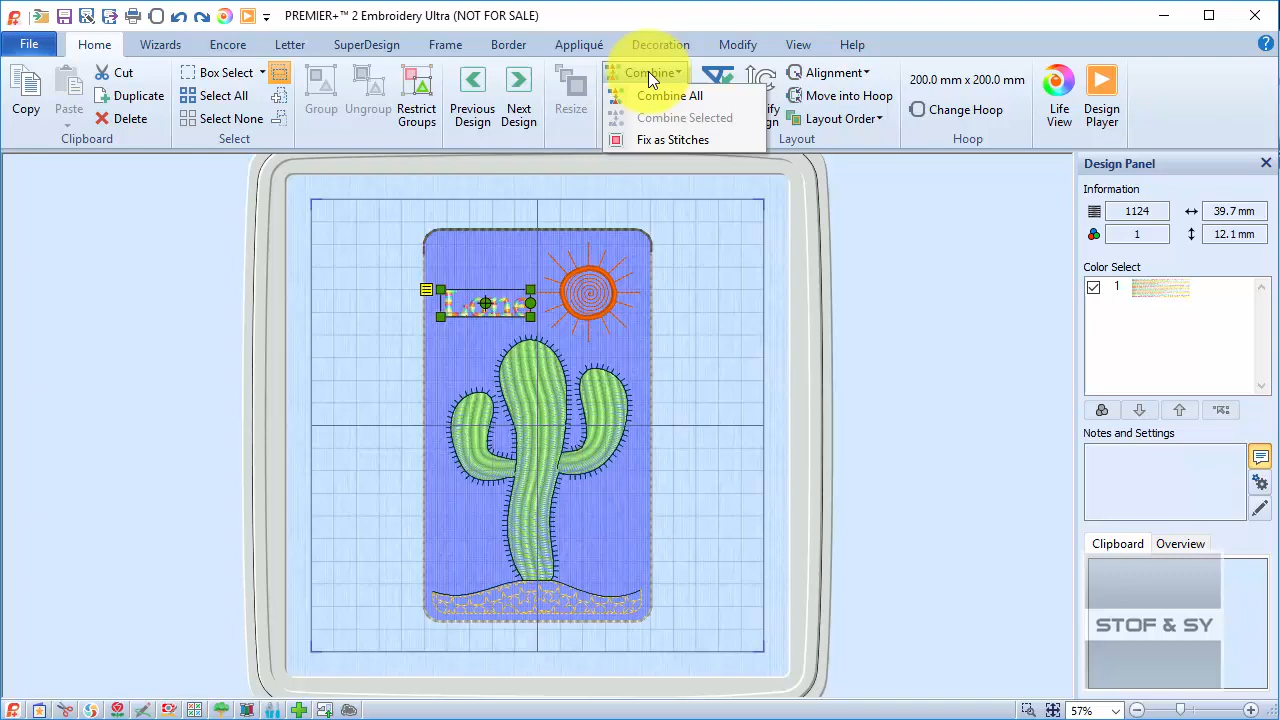 PREMIER+™ 2 Embroidery Ultra (NOT FOR SALE)
File Home Wizards Encore Letter SuperDesign Frame Border Appliqué Decoration Modify View Help
Copy
Paste
Cut
Duplicate
Delete
Clipboard
Box Select
Select All
Select None
Select
Group
Ungroup
Restrict Groups
Previous Design
Next Design
Resize
Combine
Combine All
Combine Selected
Fix as Stitches
Alignment
Move into Hoop
Layout Order
Layout
200.0 mm x 200.0 mm
Change Hoop
Hoop
Life View
Design Player
Lone
Design Panel
Information
1124
39.7 mm
1
12.1 mm
Color Select
1
Notes and Settings
Clipboard
Overview
STOF & SY
57%